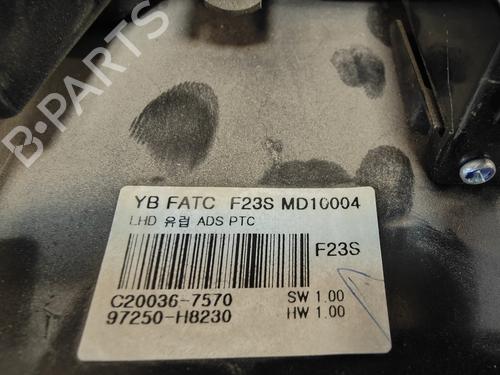 YB FATC F23S MD10004
LHD 유럽 ADS PTC
F23S
C20036-7570 SW 1.00
97250-H8230 HW 1.00
B-PARTS